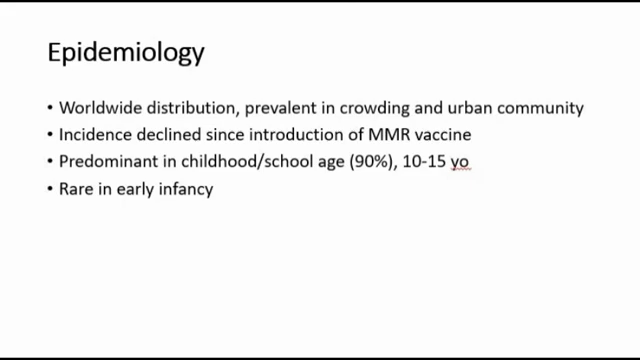 Epidemiology
• Worldwide distribution, prevalent in crowding and urban community
• Incidence declined since introduction of MMR vaccine
• Predominant in childhood/school age (90%), 10-15 yo
• Rare in early infancy